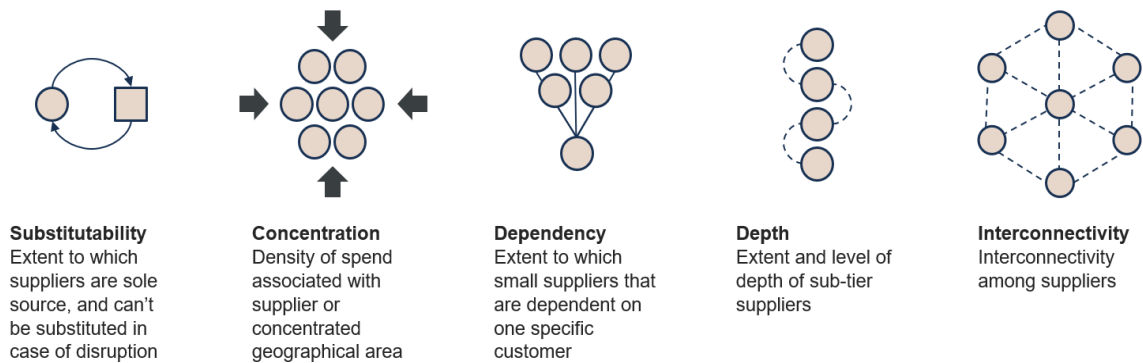 Substitutability
Extent to which
suppliers are sole
source, and can’t
be substituted in
case of disruption
Concentration
Density of spend
associated with
supplier or
concentrated
geographical area
Dependency
Extent to which
small suppliers that
are dependent on
one specific
customer
Depth
Extent and level of
depth of sub-tier
suppliers
Interconnectivity
Interconnectivity
among suppliers